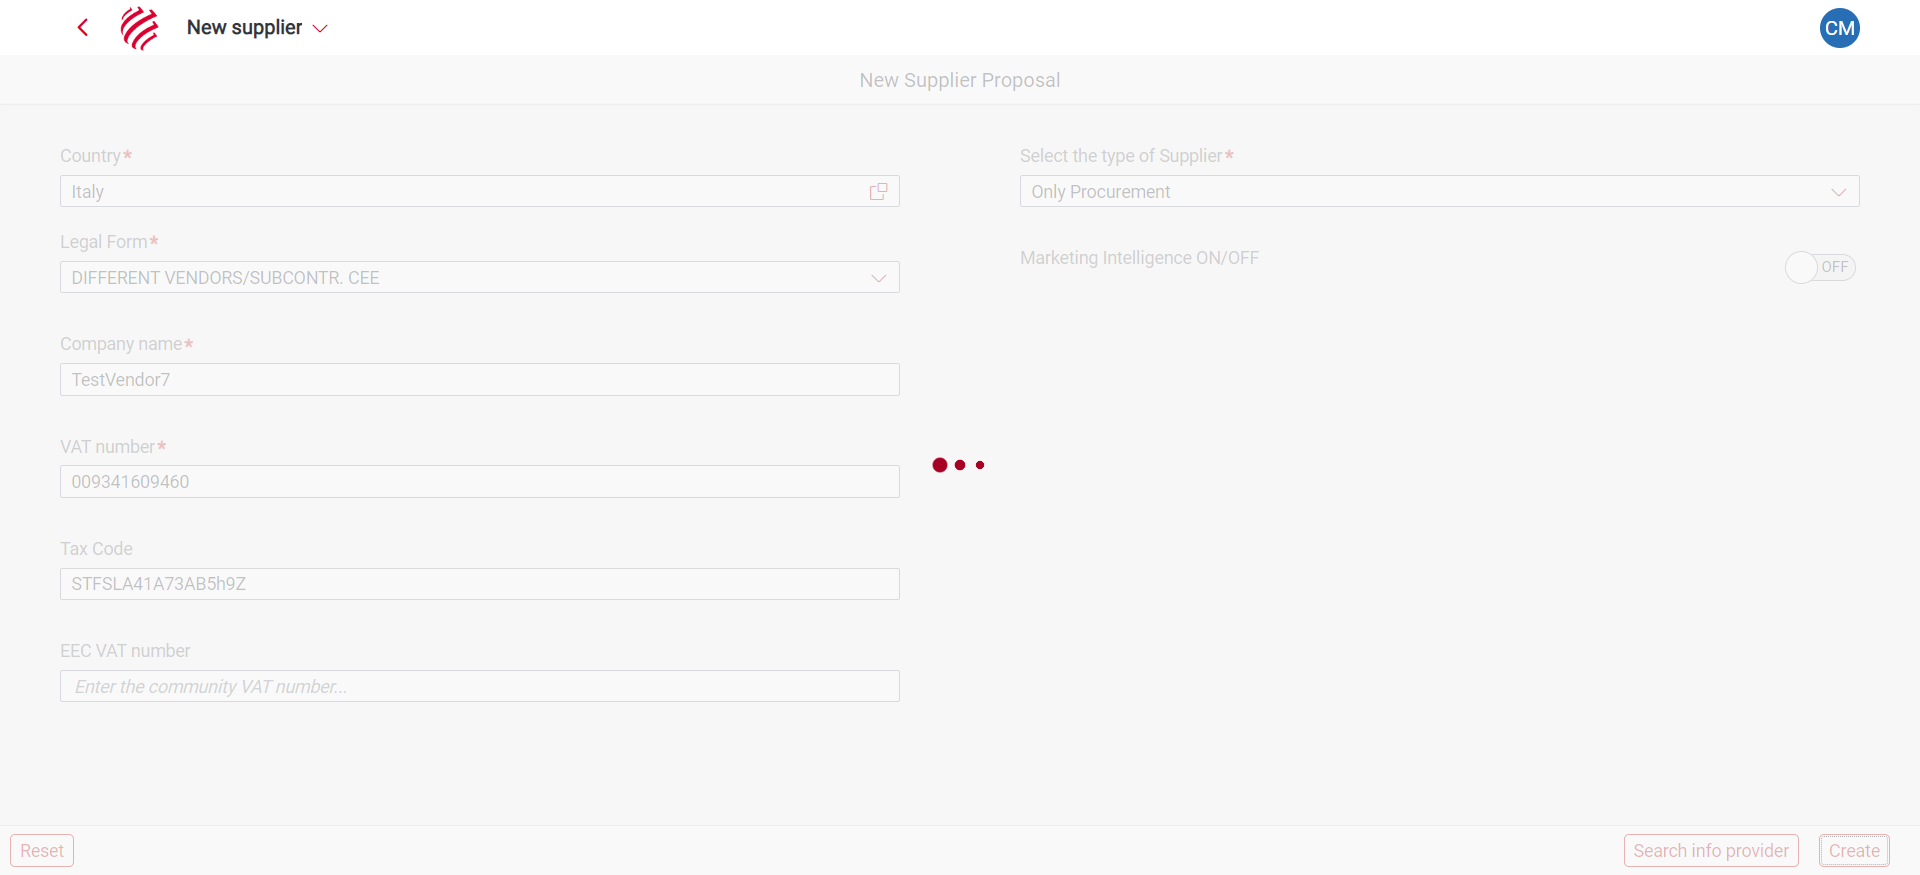 New supplier
CM
New Supplier Proposal
Country*
Italy
Legal Form*
DIFFERENT VENDORS/SUBCONTR. CEE
Company name*
TestVendor7
VAT number*
009341609460
Tax Code
STFSLA41A73AB5h9Z
EEC VAT number
Enter the community VAT number...
Select the type of Supplier*
Only Procurement
Marketing Intelligence ON/OFF
OFF
Reset
Search info provider
Create